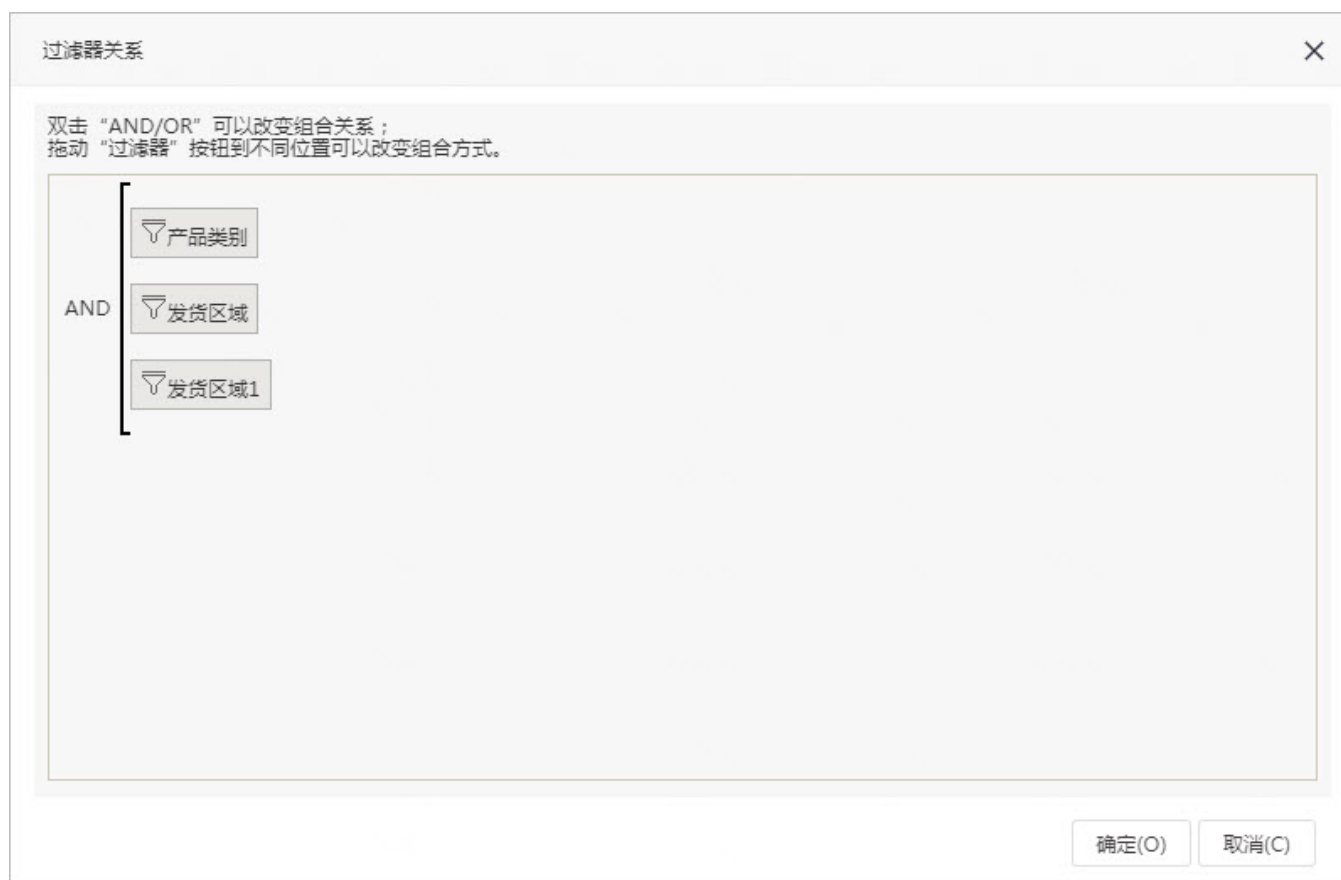 过滤器关系
双击“AND/OR”可以改变组合关系；
拖动“过滤器”按钮到不同位置可以改变组合方式。
产品类别
AND
发货区域
发货区域1
确定(O)
取消(C)